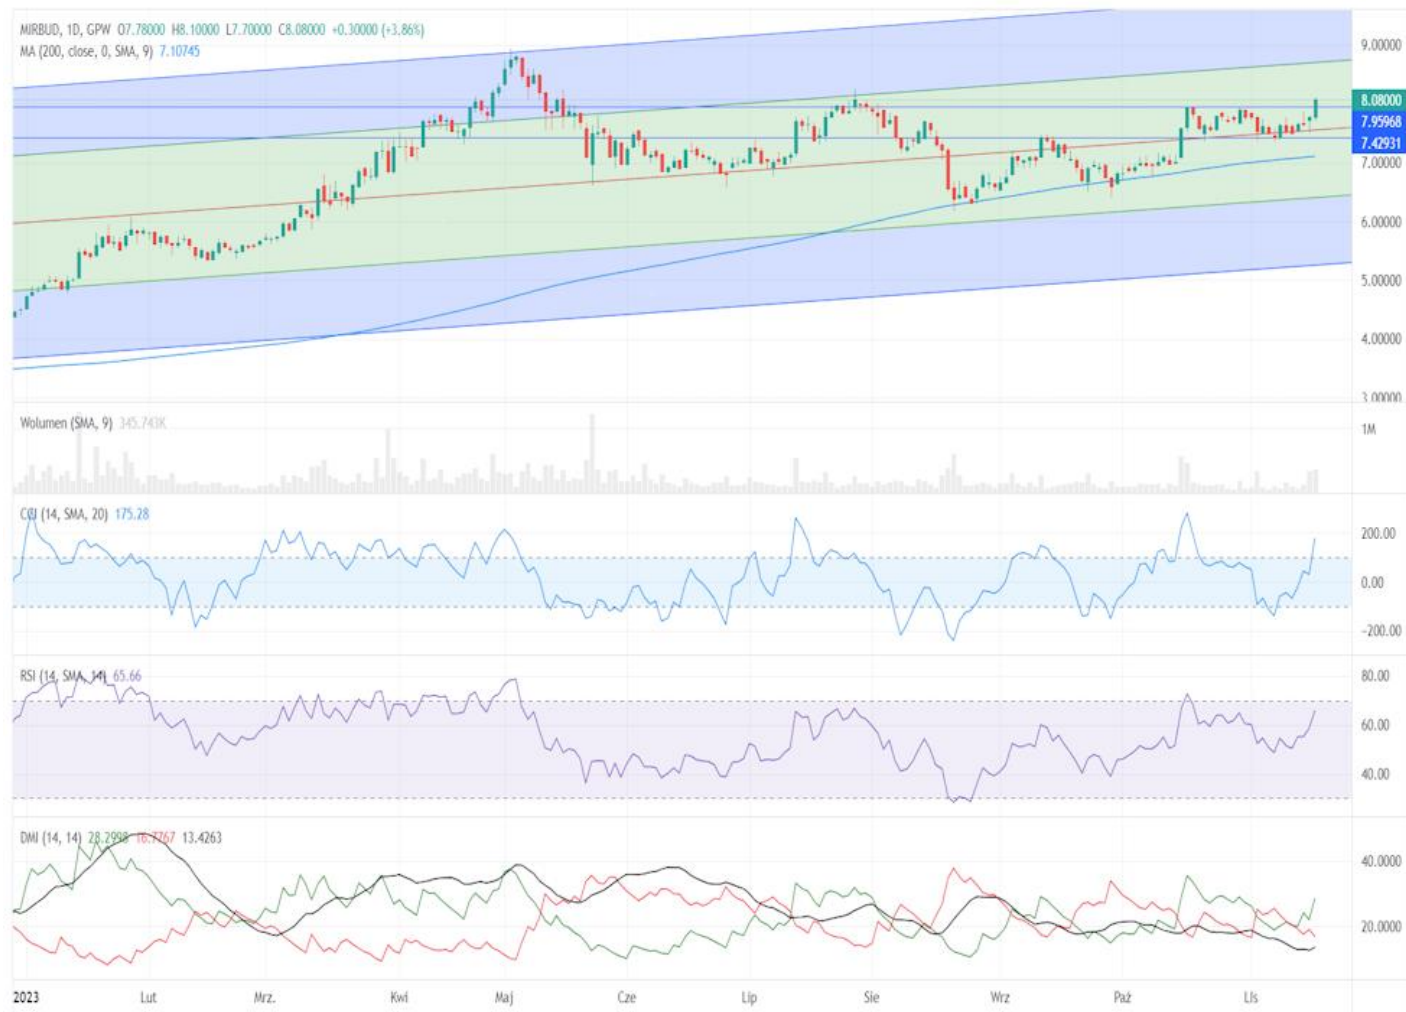 MIRBUD, 1D, GPW O7.78000 H8.10000 L7.70000 C8.08000 +0.30000 (+3.86%)
MA (200, close, 0, SMA, 9) 7.10745
9.00000
8.08000
7.95968
7.42931
7.00000
6.00000
5.00000
4.00000
3.00000
Wolumen (SMA, 9) 345.743K
1M
CCI (14, SMA, 20) 175.28
200.00
0.00
-200.00
RSI (14, SMA, 14) 65.66
80.00
60.00
40.00
DMI (14, 14) 28.2998 16.7767 13.4263
40.0000
20.0000
2023 Lut Mrz. Kwi Maj Cze Lip Sie Wrz Paź Lis